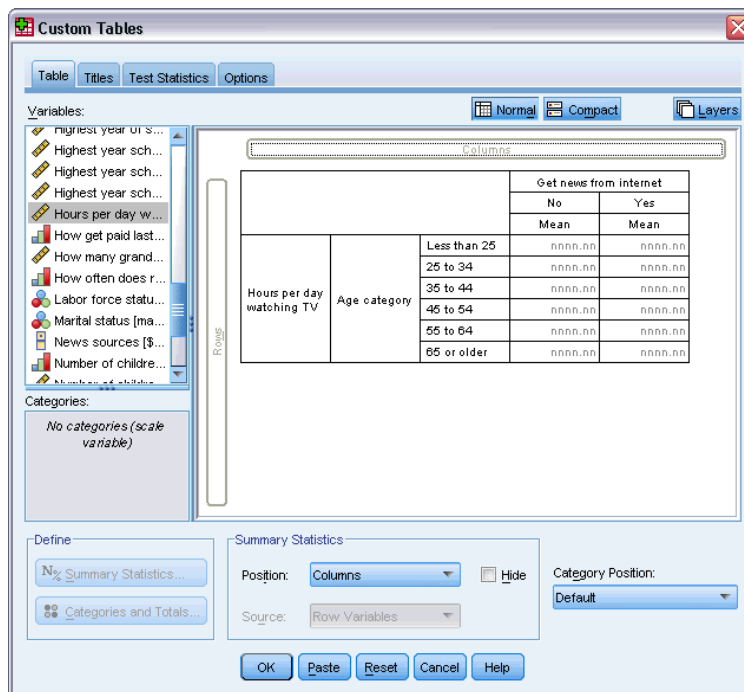 Custom Tables
Table
Titles
Test Statistics
Options
Variables:
Normal
Compact
Layers
Highest year of s...
Highest year sch...
Highest year sch...
Highest year sch...
Hours per day w...
How get paid last...
How many grand...
How often does r...
Labor force statu...
Marital status [ma...
News sources [$...
Number of childre...
Number of childre...
Categories:
No categories (scale
variable)
Columns
Rows
Get news from internet
No Yes
Mean Mean
Hours per day
watching TV
Age category
Less than 25 nnnn.nn nnnn.nn
25 to 34 nnnn.nn nnnn.nn
35 to 44 nnnn.nn nnnn.nn
45 to 54 nnnn.nn nnnn.nn
55 to 64 nnnn.nn nnnn.nn
65 or older nnnn.nn nnnn.nn
Define
N% Summary Statistics...
Categories and Totals...
Summary Statistics
Position: Columns
Hide
Source: Row Variables
Category Position:
Default
OK
Paste
Reset
Cancel
Help